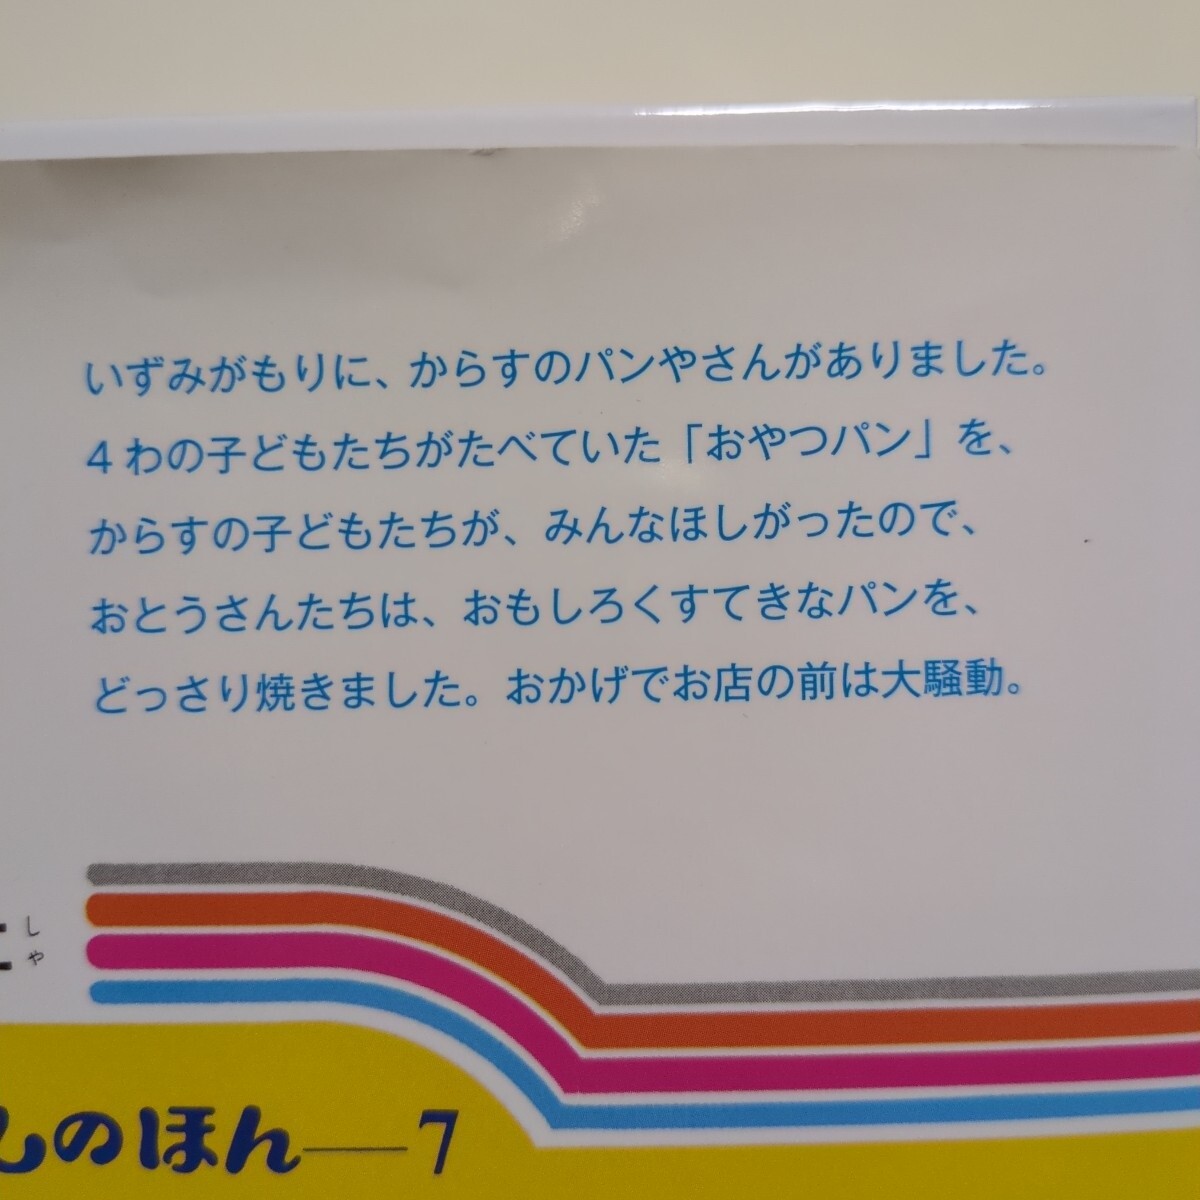 いずみがもりに、からすのパンやさんがありました。
4わの子どもたちがたべていた「おやつパン」を、
からすの子どもたちが、みんなほしがったので、
おとうさんたちは、おもしろくすてきなパンを、
どっさり焼きました。おかげでお店の前は大騒動。
しゃ
しのほん—7